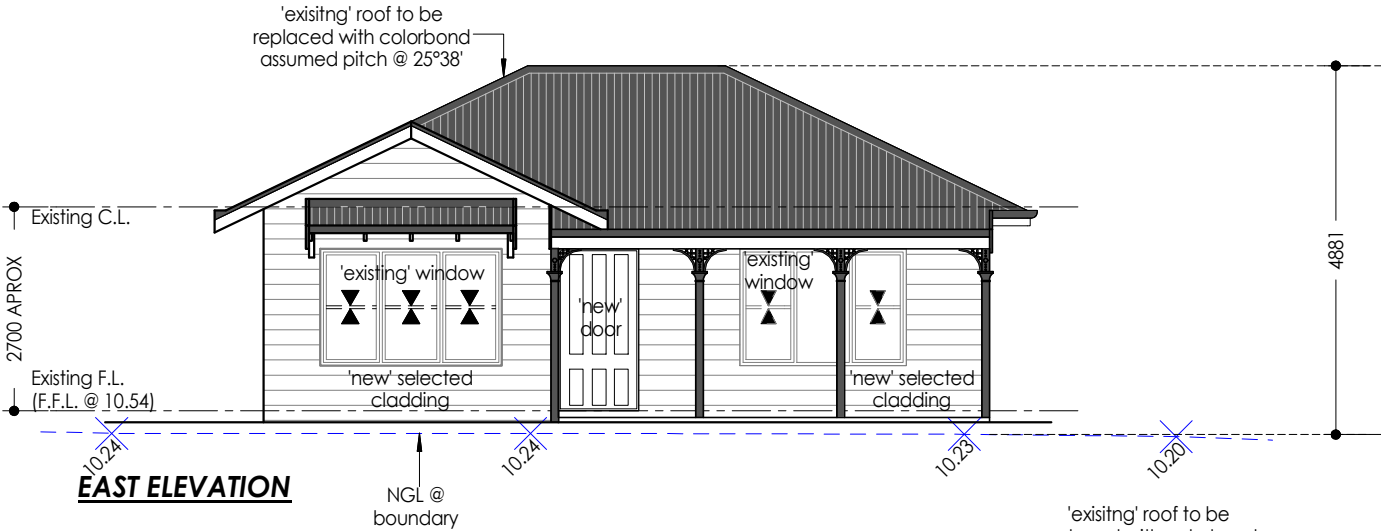 'exisitng' roof to be
replaced with colorbond
assumed pitch @ 25°38'
Existing C.L.
2700 APROX
4881
'existing' window
'existing'
window
'new'
door
Existing F.L.
(F.F.L. @ 10.54)
'new' selected
cladding
'new' selected
cladding
10.24
10.24
10.23
10.20
EAST ELEVATION
NGL @
boundary
'exisitng' roof to be